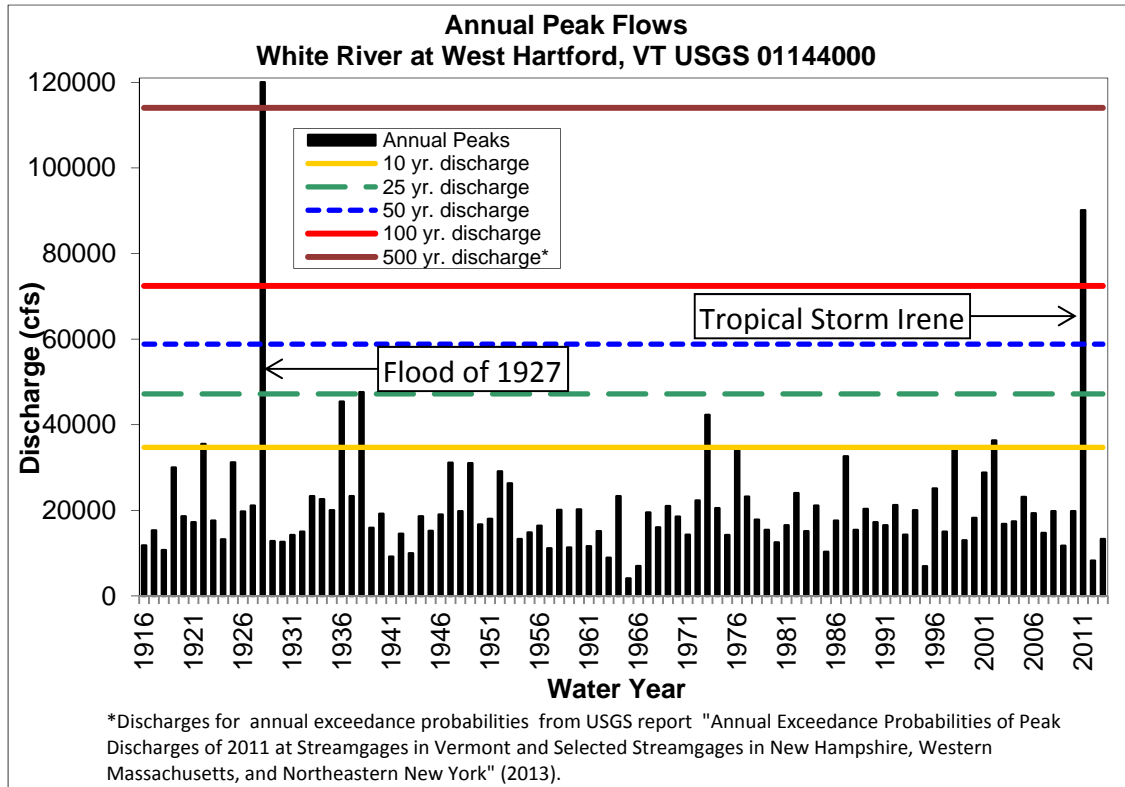 Annual Peak Flows
White River at West Hartford, VT USGS 01144000
120000
100000
80000
60000
40000
20000
0
Discharge (cfs)
Annual Peaks
10 yr. discharge
25 yr. discharge
50 yr. discharge
100 yr. discharge
500 yr. discharge*
Tropical Storm Irene
Flood of 1927
1916
1921
1926
1931
1936
1941
1946
1951
1956
1961
1966
1971
1976
1981
1986
1991
1996
2001
2006
2011
Water Year
*Discharges for annual exceedance probabilities from USGS report "Annual Exceedance Probabilities of Peak
Discharges of 2011 at Streamgages in Vermont and Selected Streamgages in New Hampshire, Western
Massachusetts, and Northeastern New York" (2013).